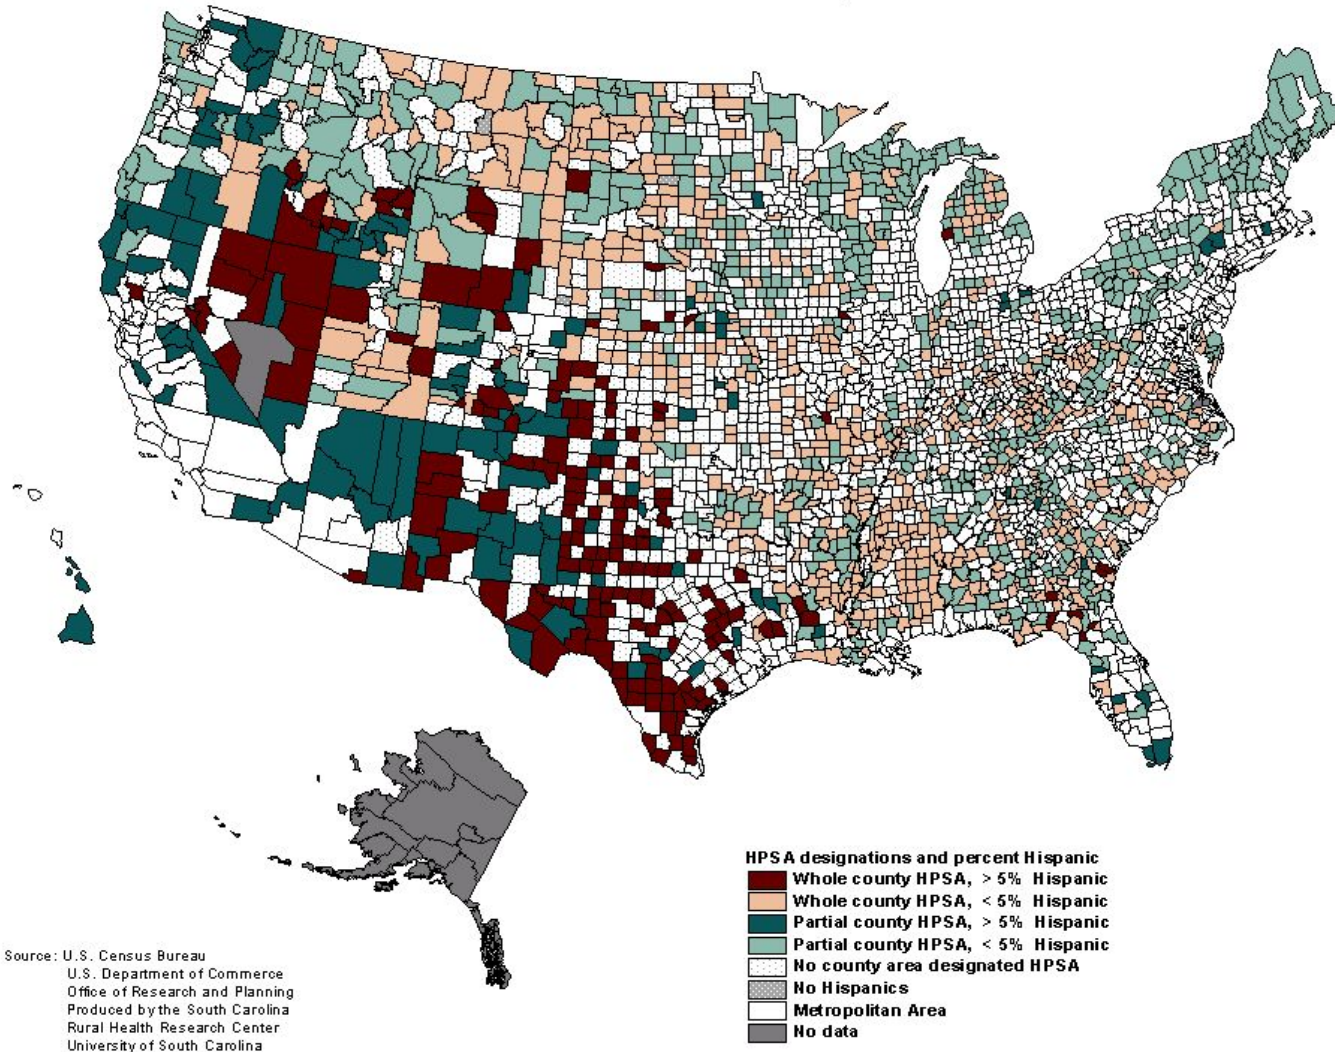 HPSA designations and percent Hispanic
Whole county HPSA, > 5% Hispanic
Whole county HPSA, < 5% Hispanic
Partial county HPSA, > 5% Hispanic
Partial county HPSA, < 5% Hispanic
No county area designated HPSA
No Hispanics
Metropolitan Area
No data
Source: U.S. Census Bureau
U.S. Department of Commerce
Office of Research and Planning
Produced by the South Carolina
Rural Health Research Center
University of South Carolina